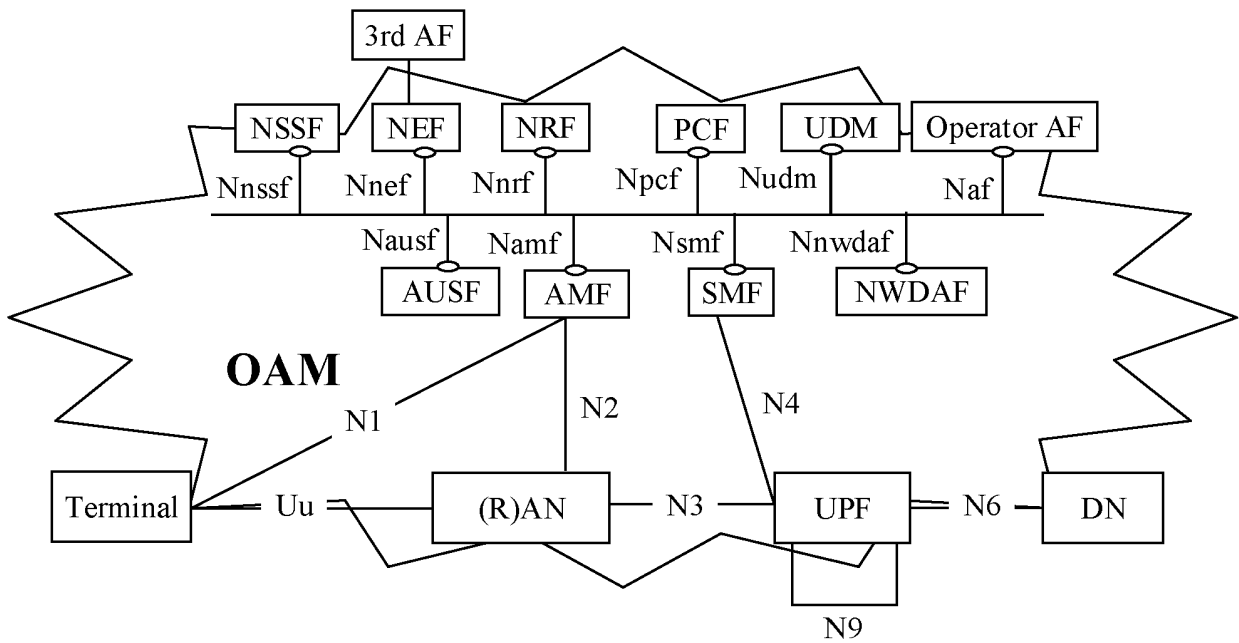 3rd AF
NSSF NEF NRF PCF UDM Operator AF
Nnssf Nnef Nnrf Npcf Nudm Naf
Nausf Namf Nsmf Nnwdaf
AUSF AMF SMF NWDAF
OAM
N1 N2 N4
Terminal Uu (R)AN N3 UPF N6 DN
N9